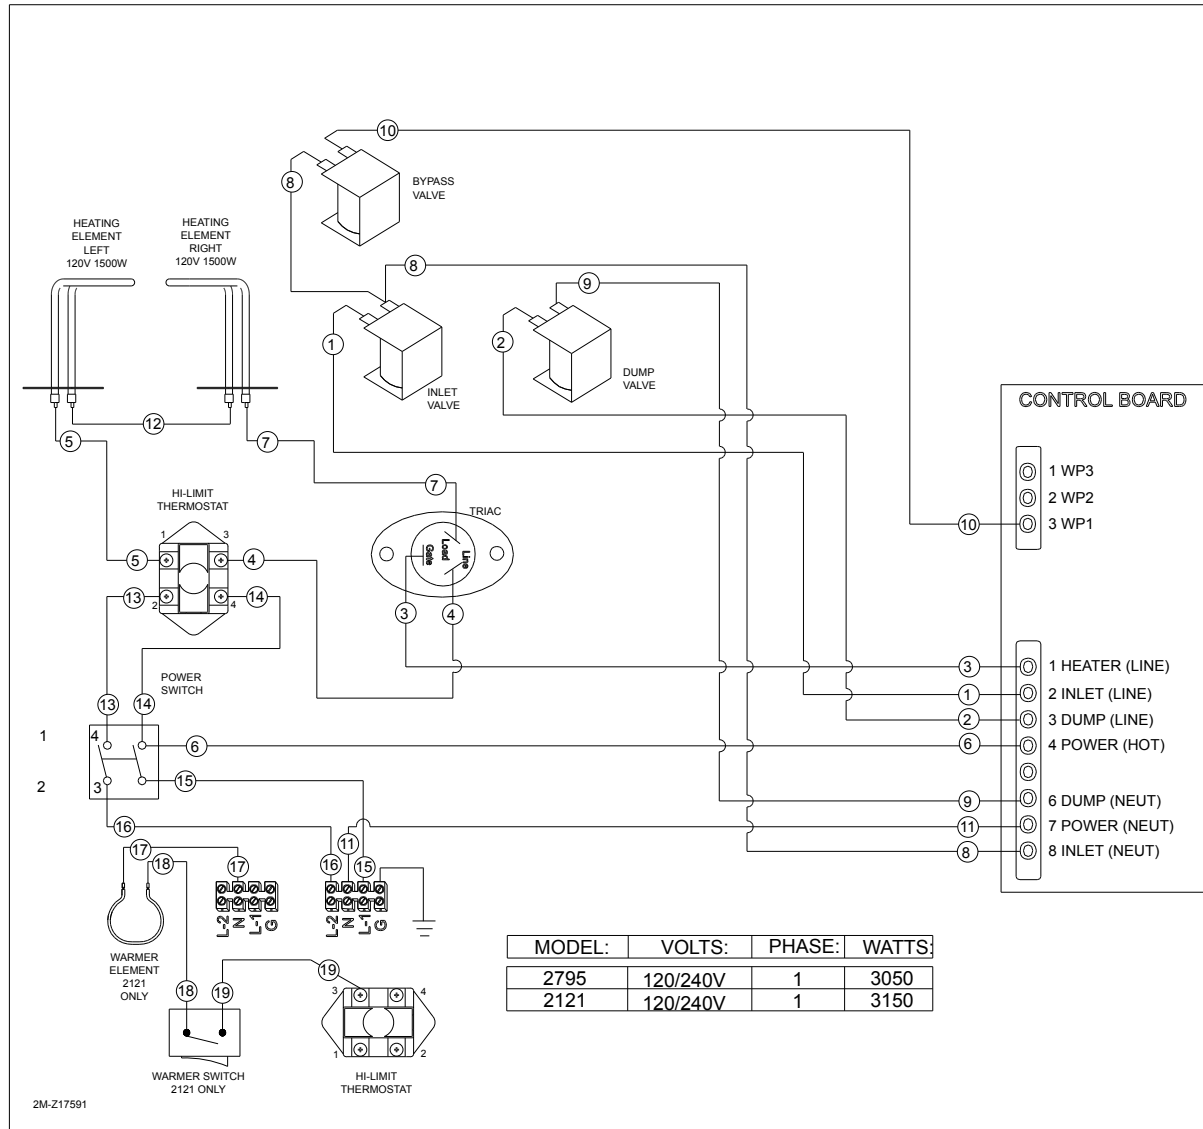 10
8
BYPASS
VALVE
HEATING
ELEMENT
LEFT
120V 1500W
HEATING
ELEMENT
RIGHT
120V 1500W
8
9
1
2
INLET
VALVE
DUMP
VALVE
12
5
7
7
TRIAC
Gate
Load
Line
3
4
HI-LIMIT
THERMOSTAT
1
3
2
4
5
4
13
14
POWER
SWITCH
13
14
1
2
4
3
6
15
16
CONTROL BOARD
1 WP3
2 WP2
10
3 WP1
3
1 HEATER (LINE)
1
2 INLET (LINE)
2
3 DUMP (LINE)
6
4 POWER (HOT)
9
6 DUMP (NEUT)
11
7 POWER (NEUT)
8
8 INLET (NEUT)
17
18
17
16
11
15
L-2
N
L-1
G
L-2
N
L-1
G
WARMER
ELEMENT
2121
ONLY
18
19
19
WARMER SWITCH
2121 ONLY
3
4
1
2
HI-LIMIT
THERMOSTAT
MODEL: VOLTS: PHASE: WATTS:
2795 120/240V 1 3050
2121 120/240V 1 3150
2M-Z17591